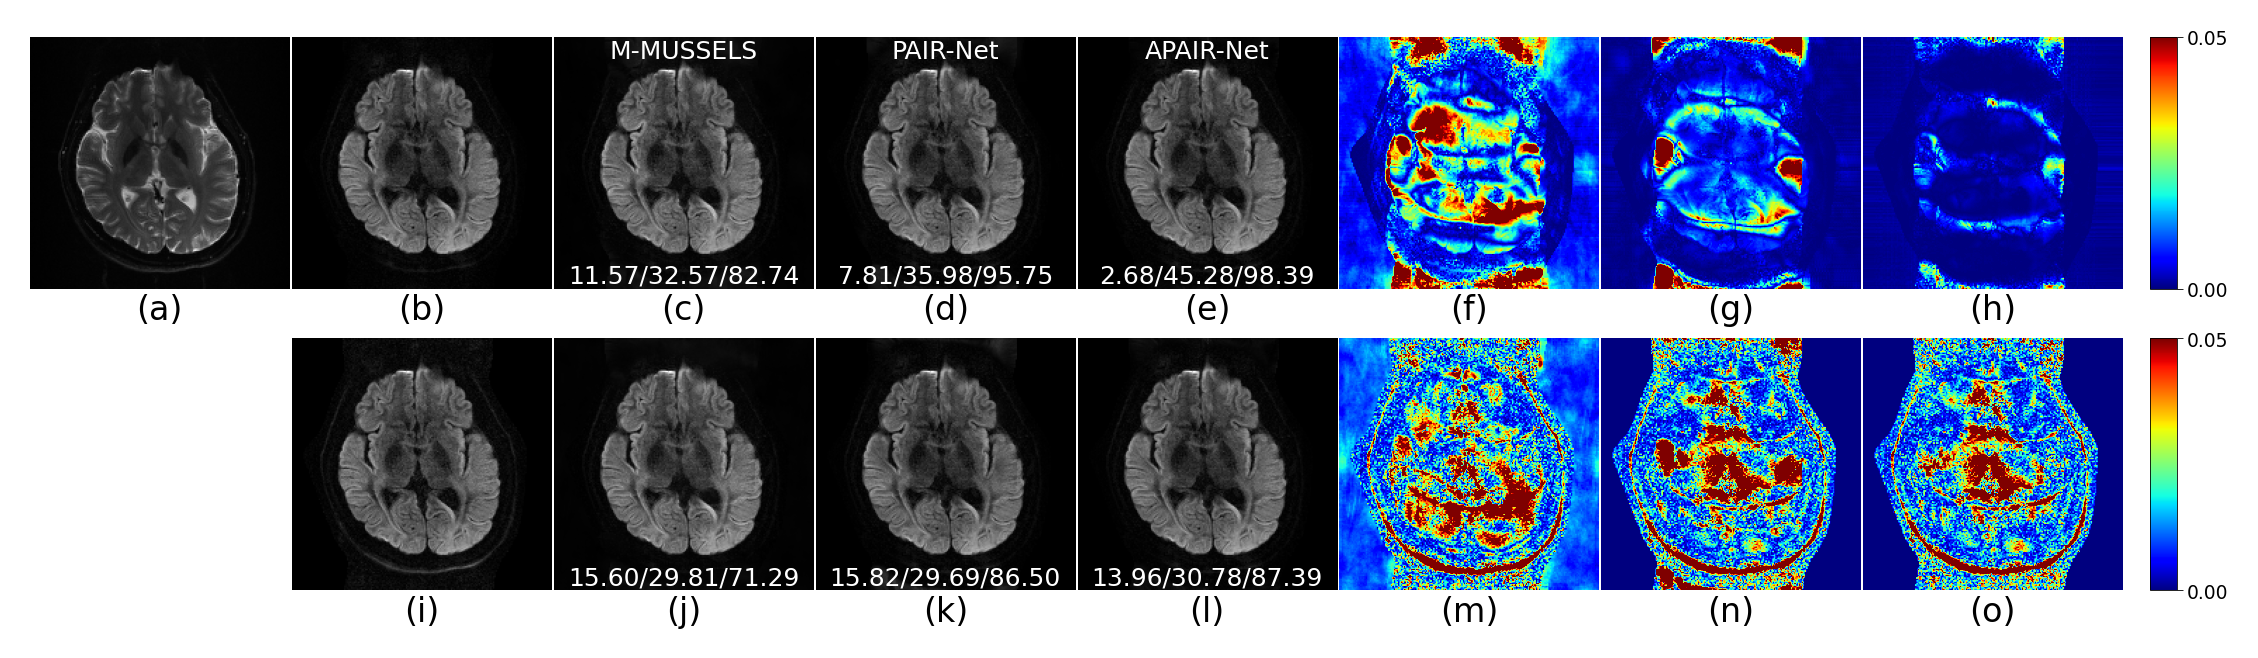 M-MUSSELS PAIR-Net APAIR-Net 0.05
11.57/32.57/82.74 7.81/35.98/95.75 2.68/45.28/98.39 0.00
(a) (b) (c) (d) (e) (f) (g) (h)
0.05
15.60/29.81/71.29 15.82/29.69/86.50 13.96/30.78/87.39 0.00
(i) (j) (k) (l) (m) (n) (o)